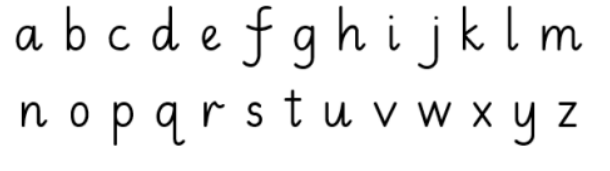 a b c d e f g h i j k l m
n o p q r s t u v w x y z